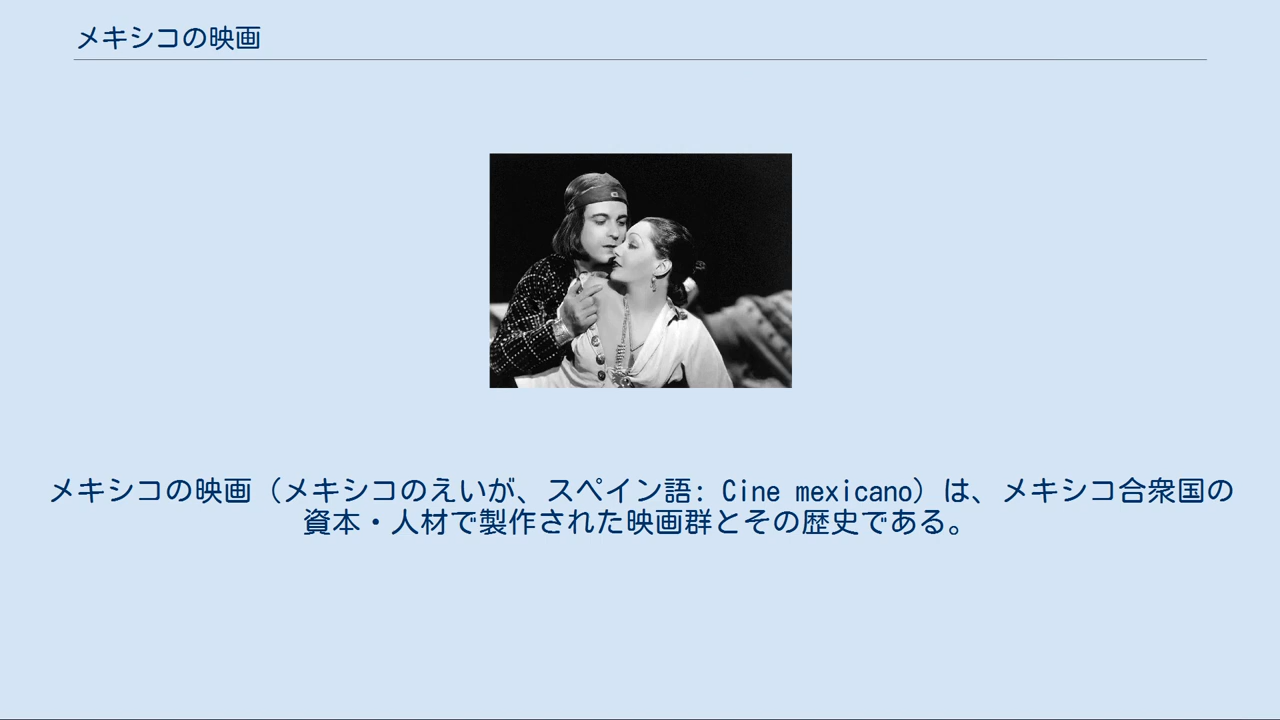 メキシコの映画
メキシコの映画（メキシコのえいが、スペイン語: Cine mexicano）は、メキシコ合衆国の
資本・人材で製作された映画群とその歴史である。